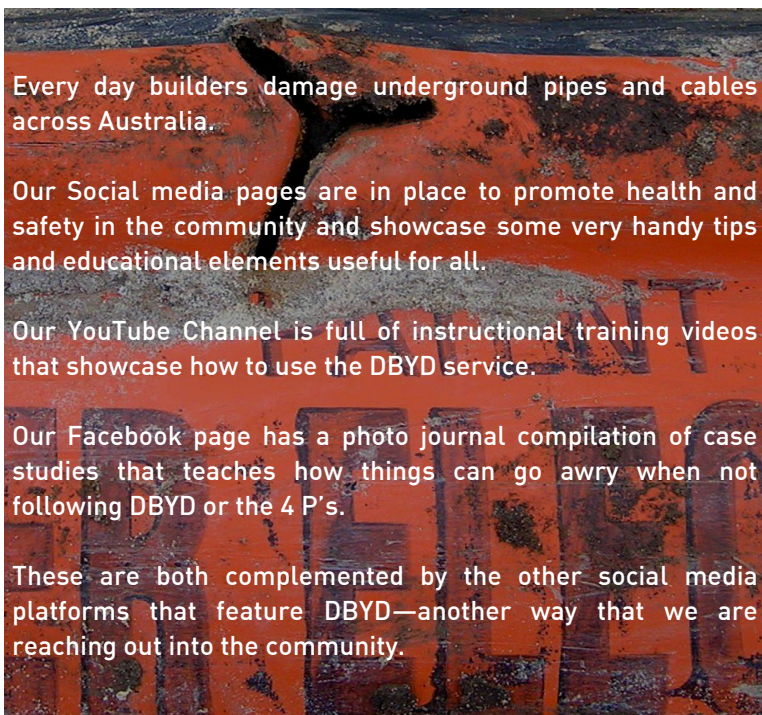 Every day builders damage underground pipes and cables
across Australia.
Our Social media pages are in place to promote health and
safety in the community and showcase some very handy tips
and educational elements useful for all.
Our YouTube Channel is full of instructional training videos
that showcase how to use the DBYD service.
Our Facebook page has a photo journal compilation of case
studies that teaches how things can go awry when not
following DBYD or the 4 P's.
These are both complemented by the other social media
platforms that feature DBYD—another way that we are
reaching out into the community.